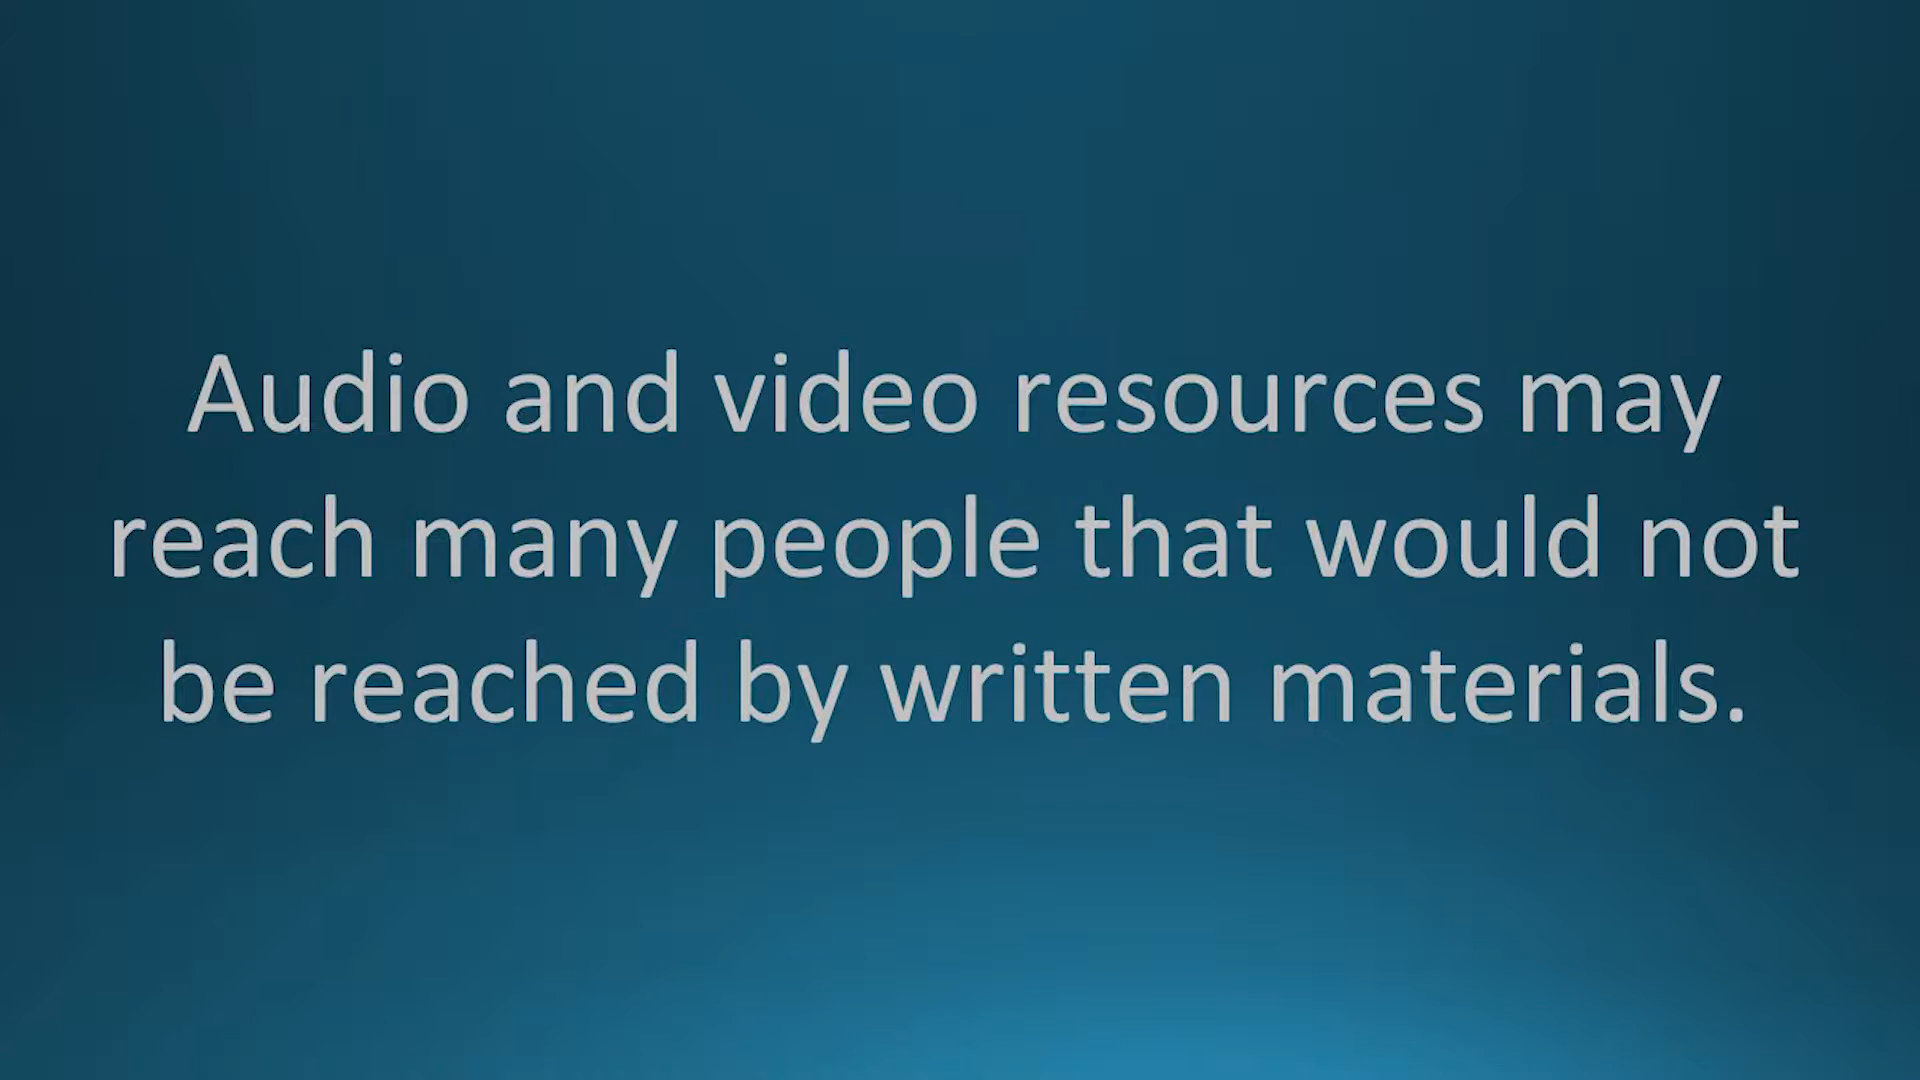 Audio and video resources may
reach many people that would not
be reached by written materials.